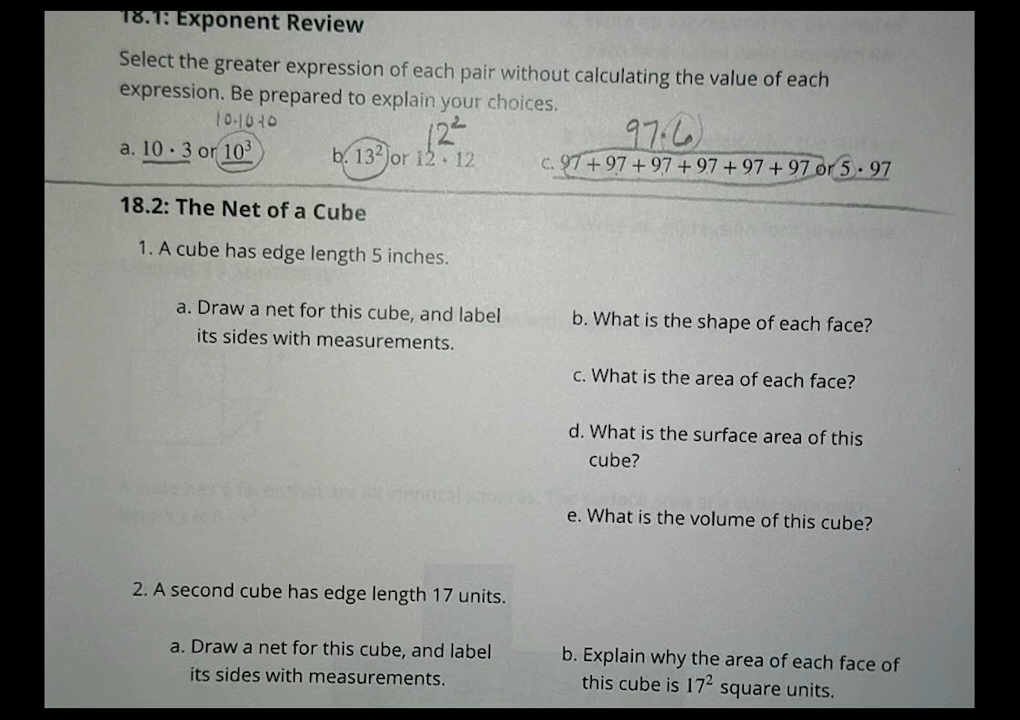 18.1: Exponent Review
Select the greater expression of each pair without calculating the value of each
expression. Be prepared to explain your choices.
10·10·10
12²
97·6
a. 10 · 3 or 10³
b. 13² or 12 · 12
c. 97 + 97 + 97 + 97 + 97 + 97 or 5 · 97
18.2: The Net of a Cube
1. A cube has edge length 5 inches.
a. Draw a net for this cube, and label
its sides with measurements.
b. What is the shape of each face?
c. What is the area of each face?
d. What is the surface area of this
cube?
e. What is the volume of this cube?
2. A second cube has edge length 17 units.
a. Draw a net for this cube, and label
its sides with measurements.
b. Explain why the area of each face of
this cube is 17² square units.